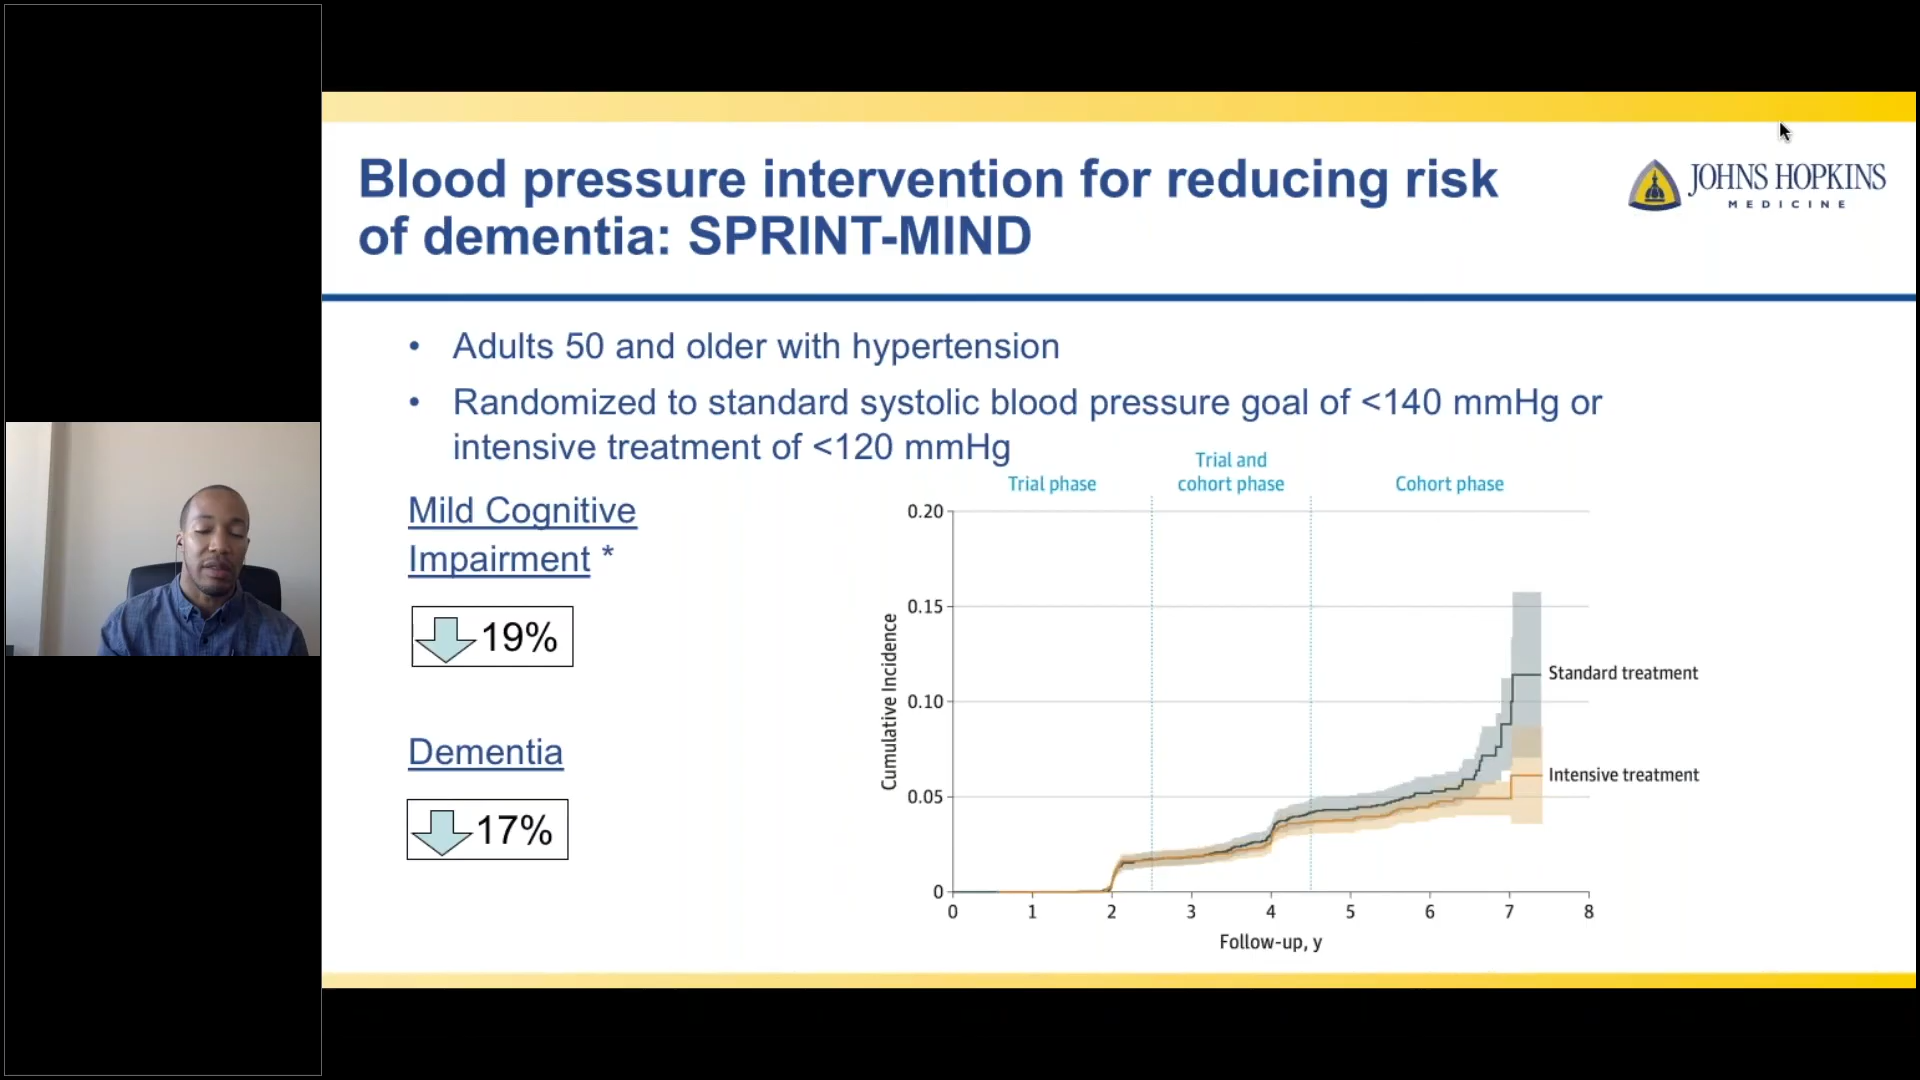 Blood pressure intervention for reducing risk
of dementia: SPRINT-MIND
JOHNS HOPKINS
MEDICINE
• Adults 50 and older with hypertension
• Randomized to standard systolic blood pressure goal of <140 mmHg or
intensive treatment of <120 mmHg
Mild Cognitive
Impairment *
19%
Dementia
17%
Trial phase
Trial and
cohort phase
Cohort phase
Cumulative Incidence
0.20
0.15
0.10
0.05
0
Standard treatment
Intensive treatment
0 1 2 3 4 5 6 7 8
Follow-up, y